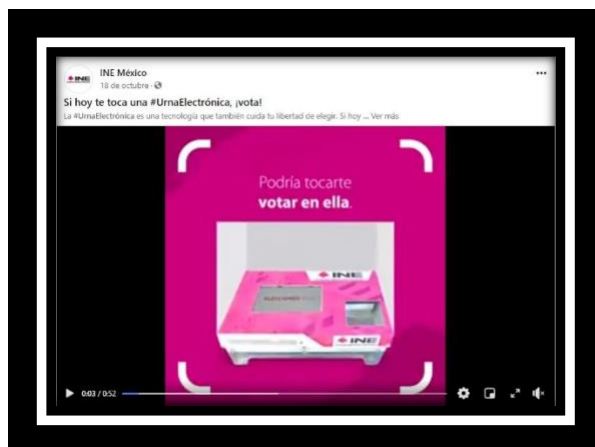 INE
INE México
18 de octubre ·
Si hoy te toca una #UrnaElectrónica, ¡vota!
La #UrnaElectrónica es una tecnología que también cuida tu libertad de elegir. Si hoy ... Ver más
Podría tocarte
votar en ella.
INE
INE
0:03 / 0:52